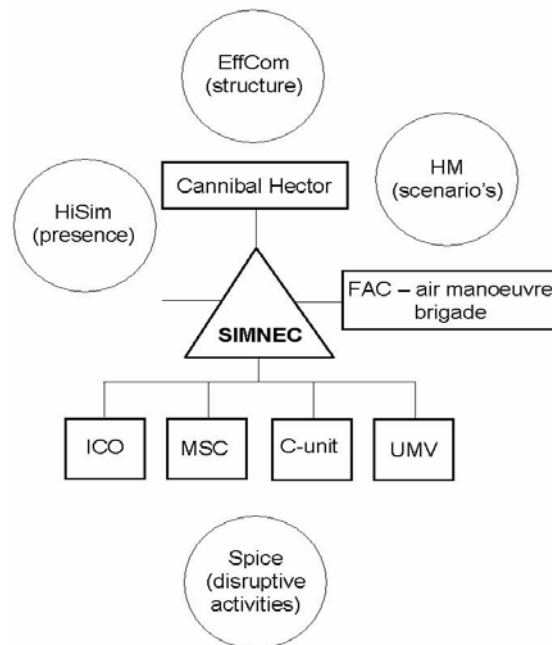 EffCom
(structure)
HM
(scenario's)
Cannibal Hector
HiSim
(presence)
FAC – air manoeuvre
brigade
SIMNEC
ICO
MSC
C-unit
UMV
Spice
(disruptive
activities)